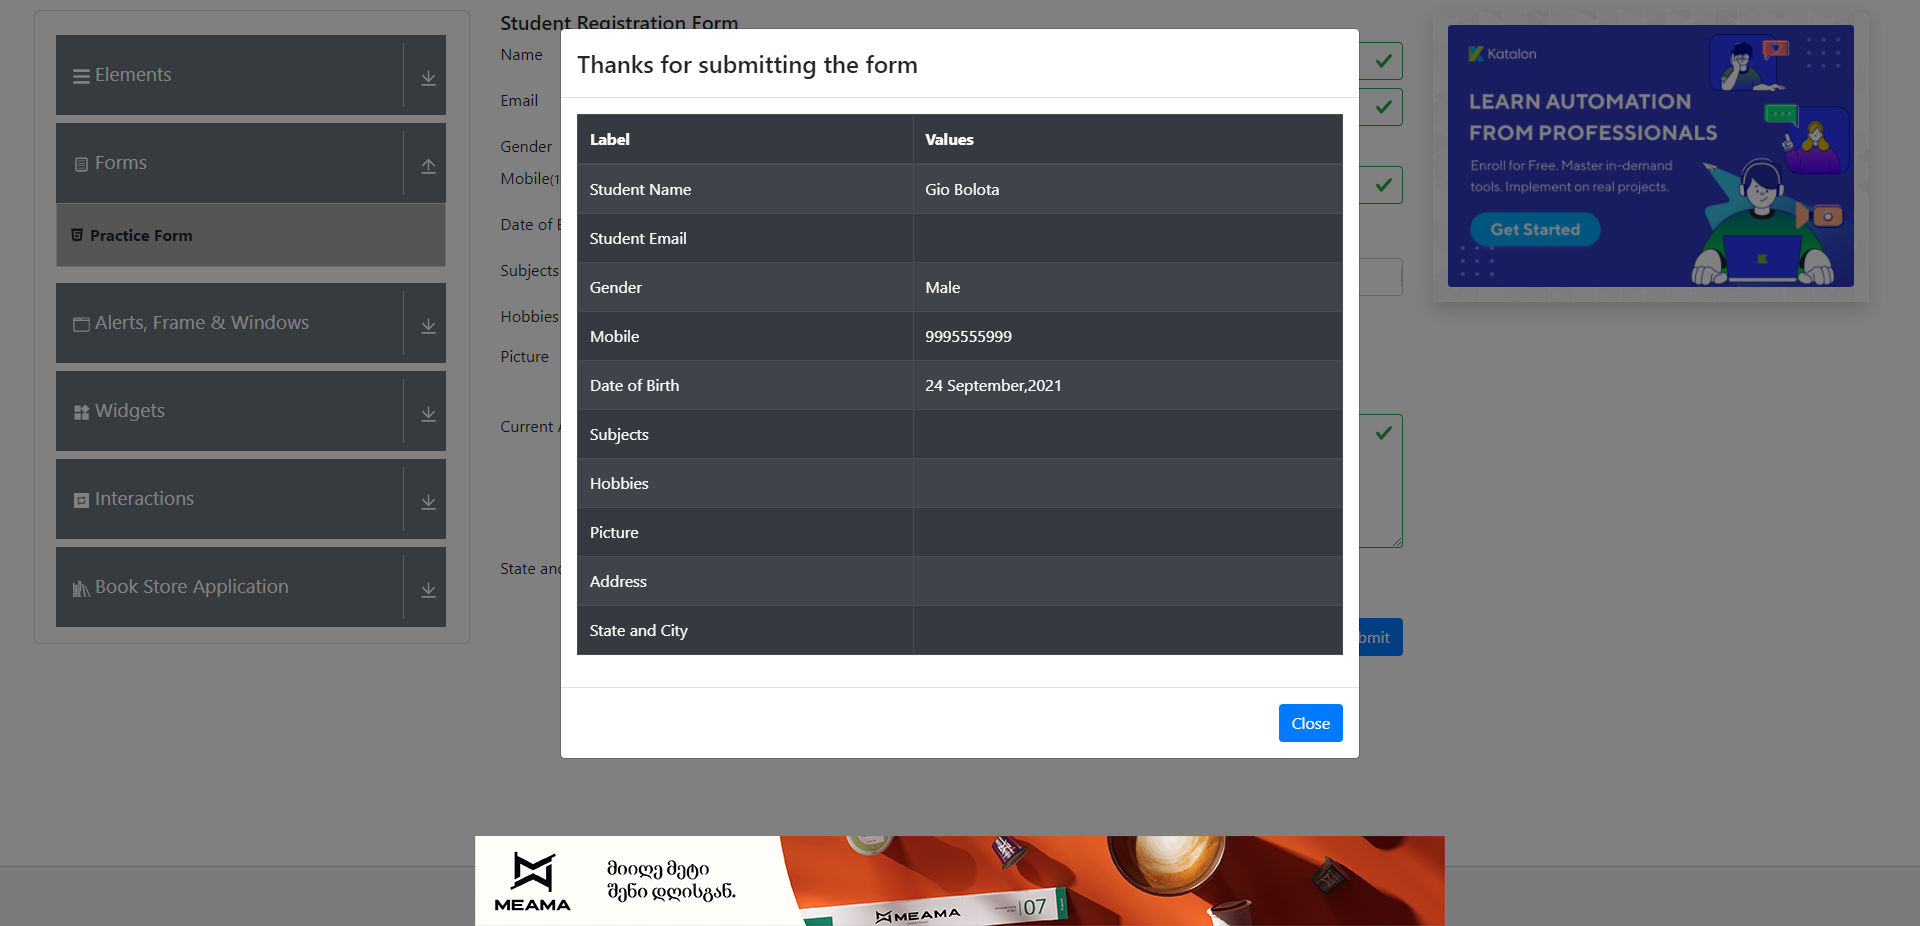 Elements
Forms
Practice Form
Alerts, Frame & Windows
Widgets
Interactions
Book Store Application
Student Registration Form
Name
Email
Gender
Mobile(1
Date of B
Subjects
Hobbies
Picture
Current A
State and
bmit
Thanks for submitting the form
Label Values
Student Name Gio Bolota
Student Email
Gender Male
Mobile 9995555999
Date of Birth 24 September,2021
Subjects
Hobbies
Picture
Address
State and City
Close
Katalon
LEARN AUTOMATION
FROM PROFESSIONALS
Enroll for Free. Master in-demand
tools. Implement on real projects.
Get Started
MEAMA
მიიღე მეტი
შენი დღისგან.
MEAMA
07